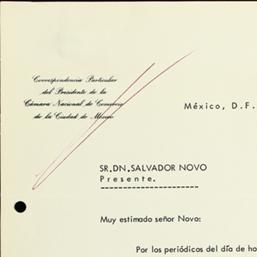 Correspondencia Particular
del Presidente de la
Cámara Nacional de Comercio
de la Ciudad de México
México, D.F.
SR.DN.SALVADOR NOVO
Presente.
---------------------
Muy estimado señor Novo:
Por los periódicos del día de ho